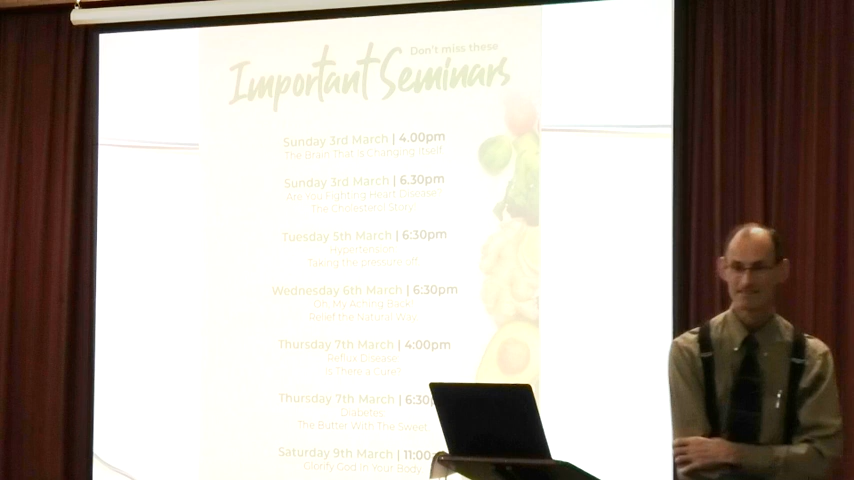 Don't miss these
Important Seminars
Sunday 3rd March | 4.00pm
The Brain That is Changing Itself
Sunday 3rd March | 6.30pm
Are You Fighting Heart Disease?
The Cholesterol Story
Tuesday 5th March | 6:30pm
Hypertension
Taking the pressure off
Wednesday 6th March | 6:30pm
Oh, My Aching Back!
Relief the Natural Way
Thursday 7th March | 4:00pm
Reflux Disease
Is There a Cure?
Thursday 7th March | 6:30p
Diabetes
The Butter With The Sweet
Saturday 9th March | 11:00
Glorify God In Your Body